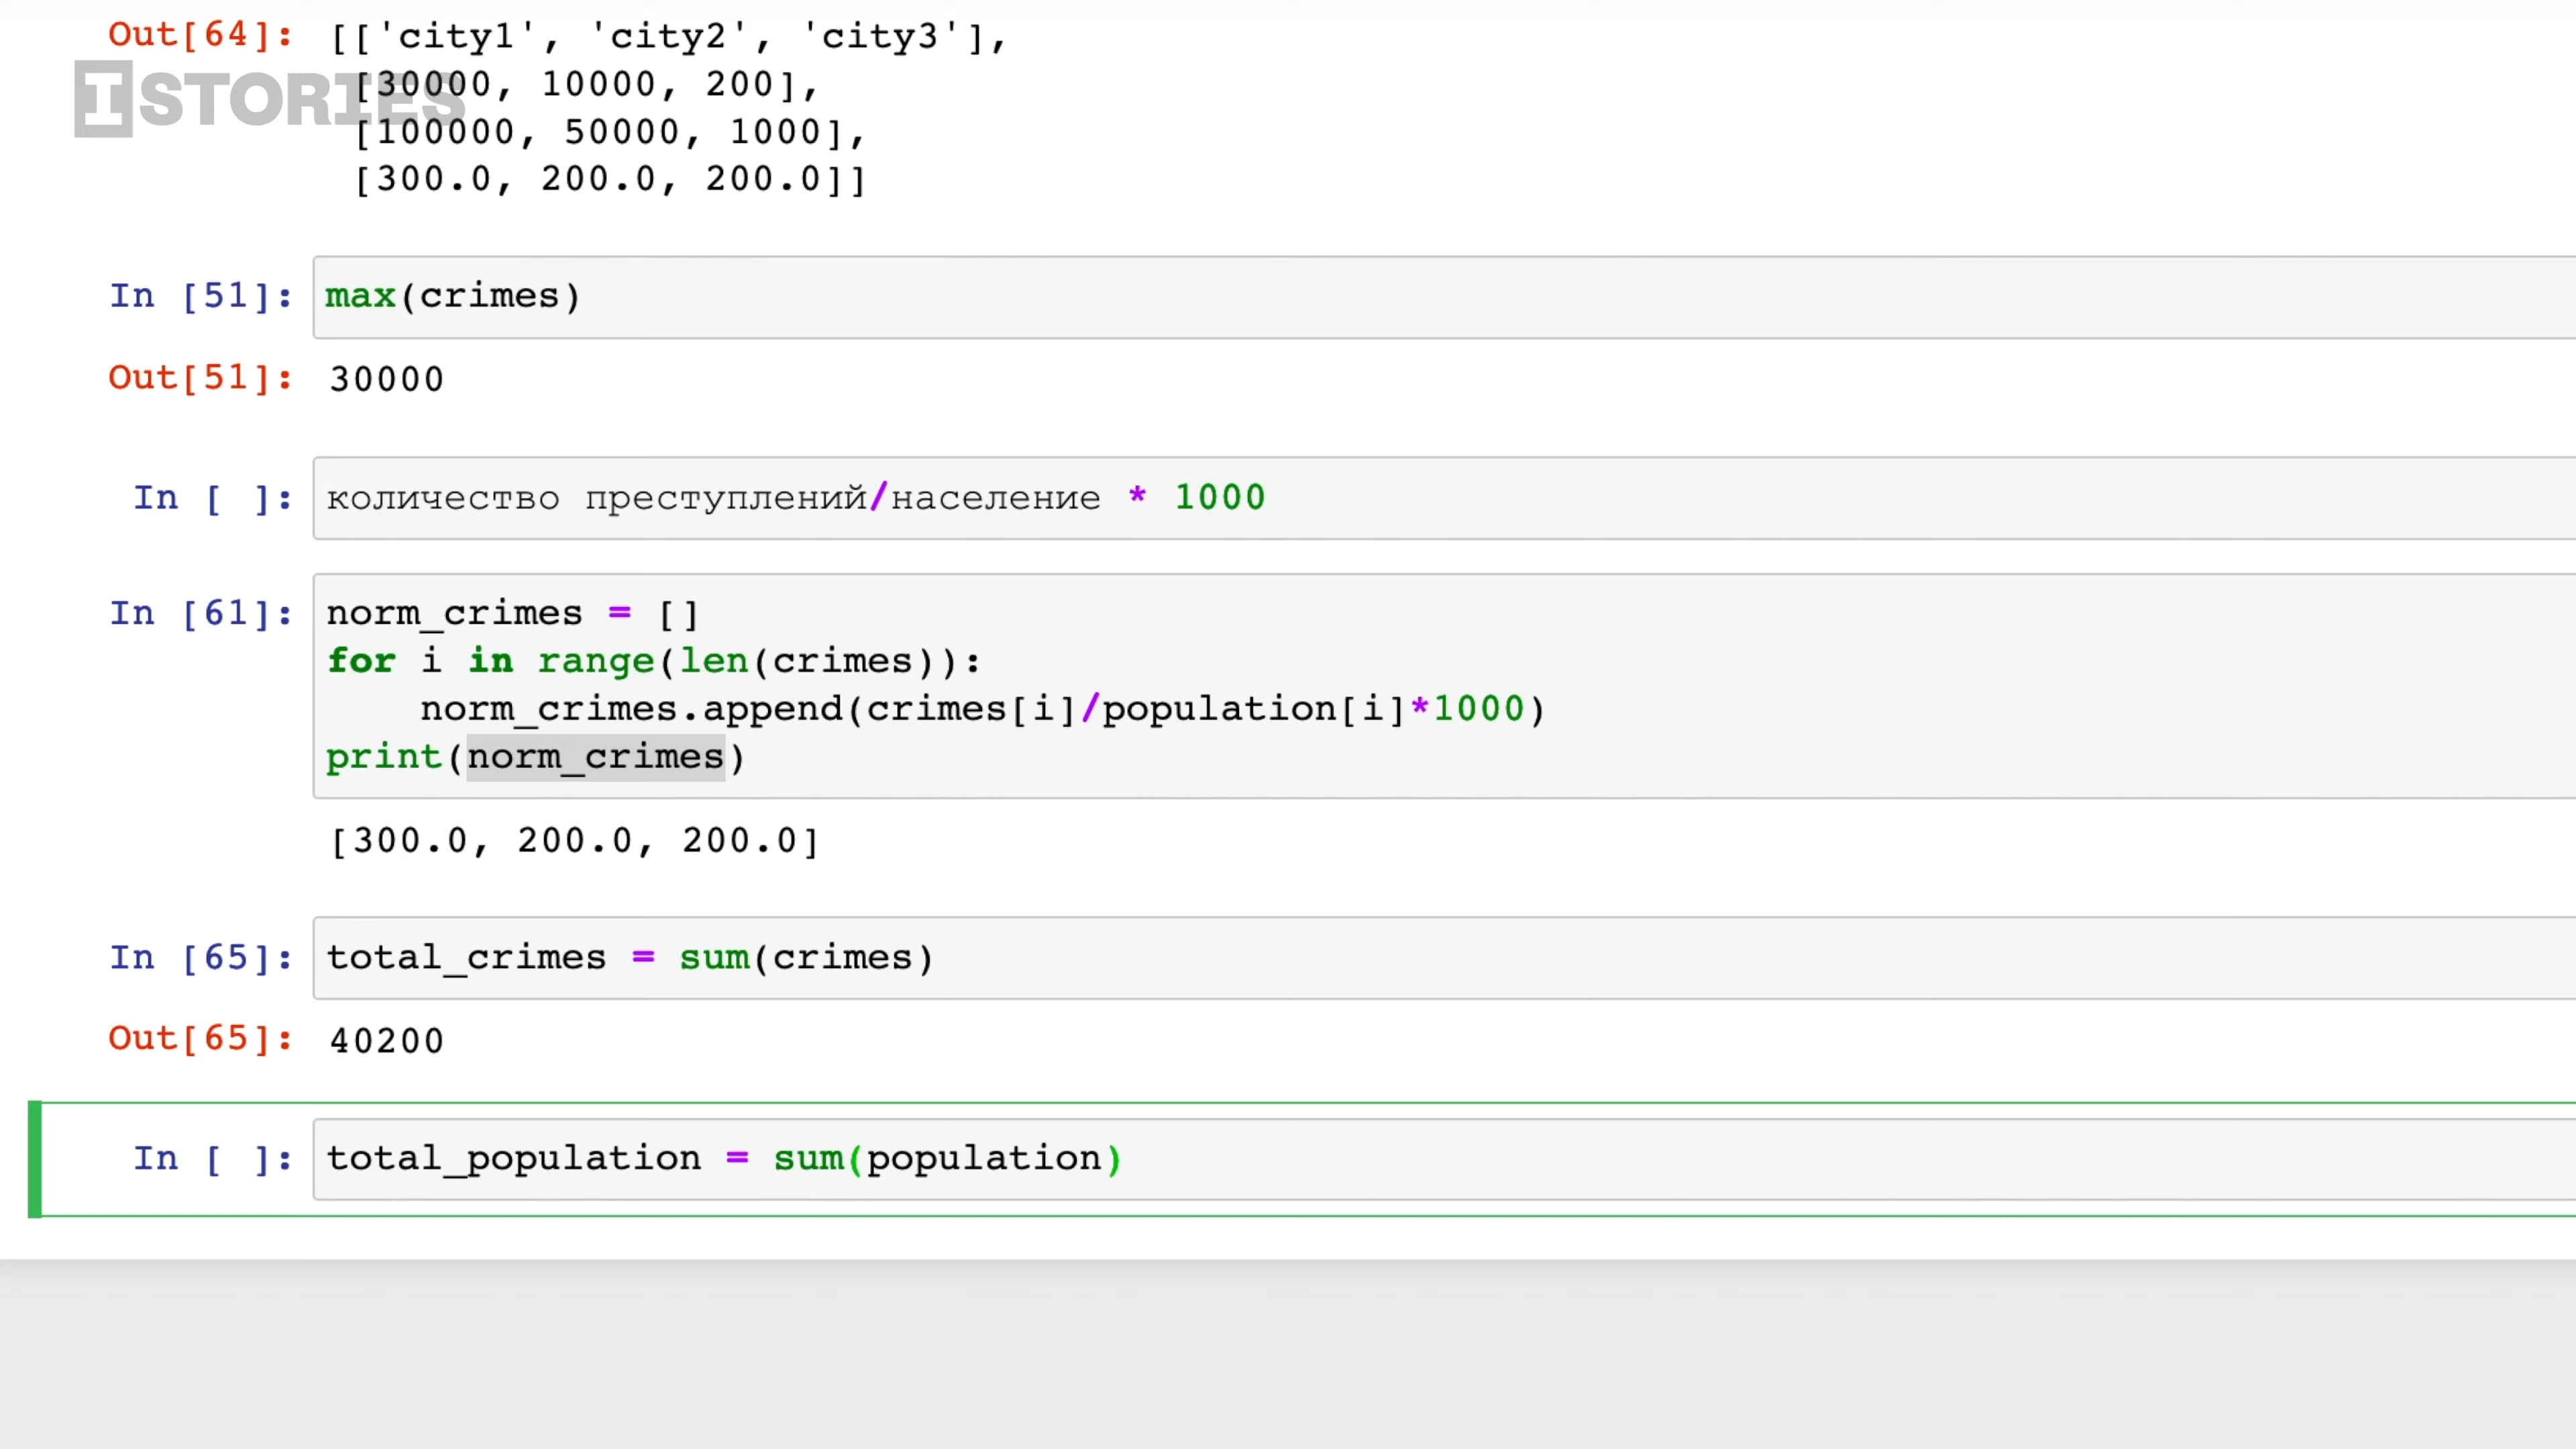 Out[64]: [['city1', 'city2', 'city3'],
[30000, 10000, 200],
ISTORIES
[100000, 50000, 1000],
[300.0, 200.0, 200.0]]
In [51]: max(crimes)
Out[51]: 30000
In [ ]: количество преступлений/население * 1000
In [61]: norm_crimes = []
for i in range(len(crimes)):
norm_crimes.append(crimes[i]/population[i]*1000)
print(norm_crimes)
[300.0, 200.0, 200.0]
In [65]: total_crimes = sum(crimes)
Out[65]: 40200
In [ ]: total_population = sum(population)